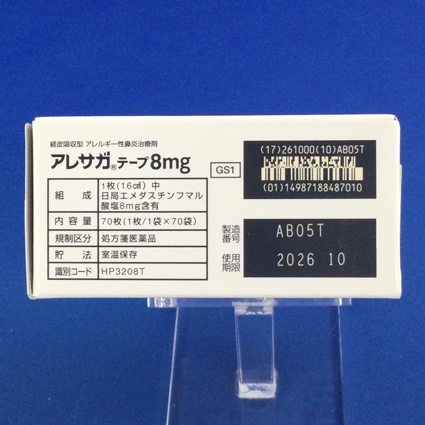 経皮吸収型 アレルギー性鼻炎治療剤
アレサガ®テープ8mg
GS1
(17)261000(10)AB05T
(01)14987188487010
組成 1枚(16㎠)中
日局エメダスチンフマル
酸塩8mg含有
内容量 70枚(1枚/1袋×70袋)
規制区分 処方箋医薬品
貯法 室温保存
識別コード HP3208T
製造番号 AB05T
使用期限 2026 10